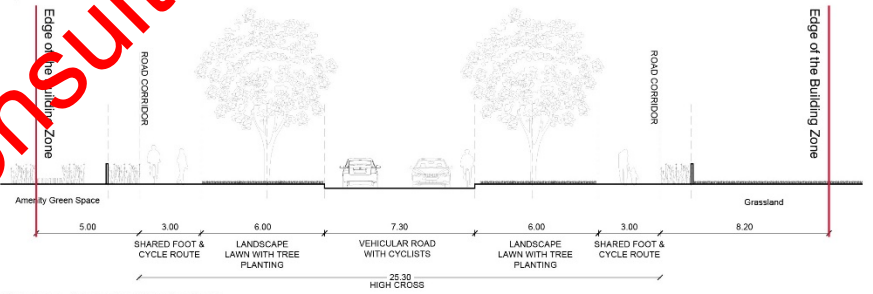 Edge of the Building Zone
ROAD CORRIDOR
ROAD CORRIDOR
Edge of the Building Zone
Amenity Green Space
Grassland
5.00
3.00
6.00
7.30
6.00
3.00
8.20
SHARED FOOT &
CYCLE ROUTE
LANDSCAPE
LAWN WITH TREE
PLANTING
VEHICULAR ROAD
WITH CYCLISTS
LANDSCAPE
LAWN WITH TREE
PLANTING
SHARED FOOT &
CYCLE ROUTE
25.30
HIGH CROSS
onsult